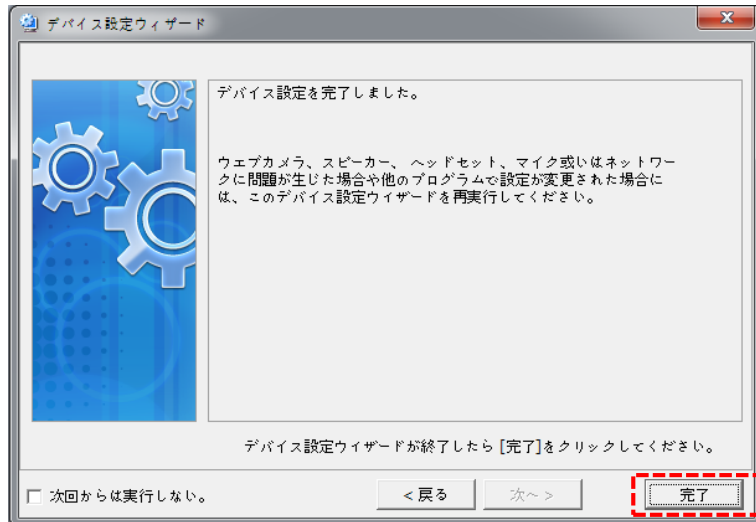 デバイス設定ウィザード
デバイス設定を完了しました。
ウエブカメラ、スピーカー、 ヘッドセット、マイク或いはネットワー
クに問題が生じた場合や他のプログラムで設定が変更された場合に
は、このデバイス設定ウイザードを再実行してください。
デバイス設定ウイザードが終了したら [完了]をクリックしてください。
次回からは実行しない。
<戻る
次へ>
完了